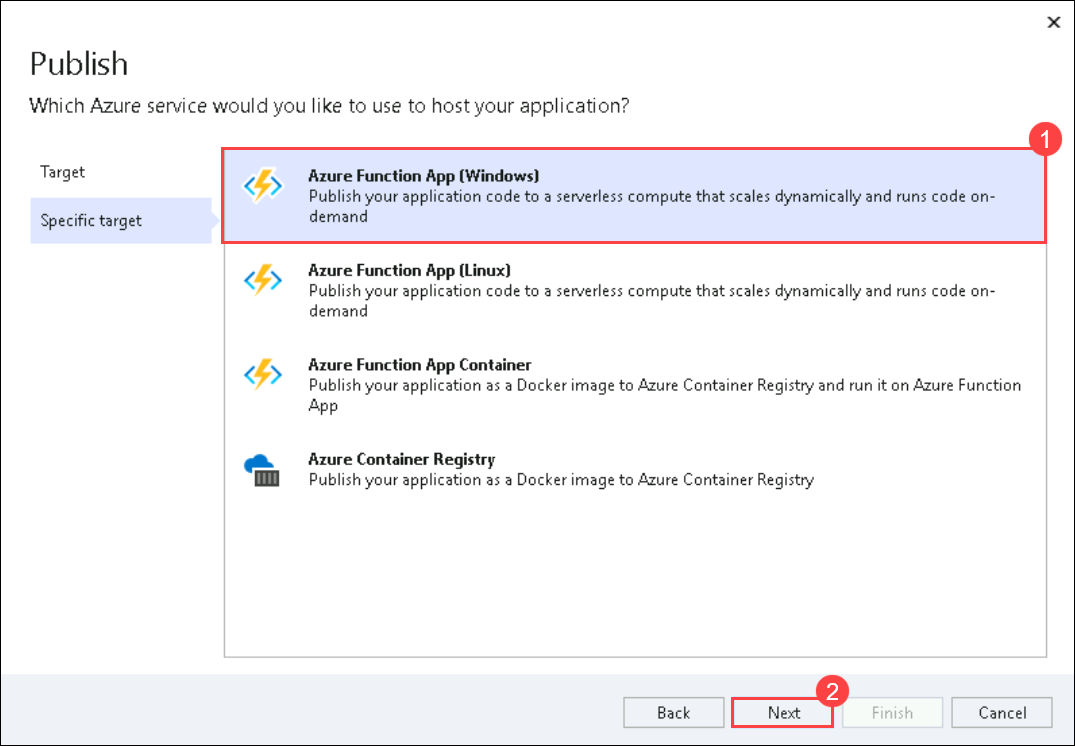 Publish
Which Azure service would you like to use to host your application?
1
Target
Specific target
Azure Function App (Windows)
Publish your application code to a serverless compute that scales dynamically and runs code on-
demand
Azure Function App (Linux)
Publish your application code to a serverless compute that scales dynamically and runs code on-
demand
Azure Function App Container
Publish your application as a Docker image to Azure Container Registry and run it on Azure Function
App
Azure Container Registry
Publish your application as a Docker image to Azure Container Registry
2
Back
Next
Finish
Cancel